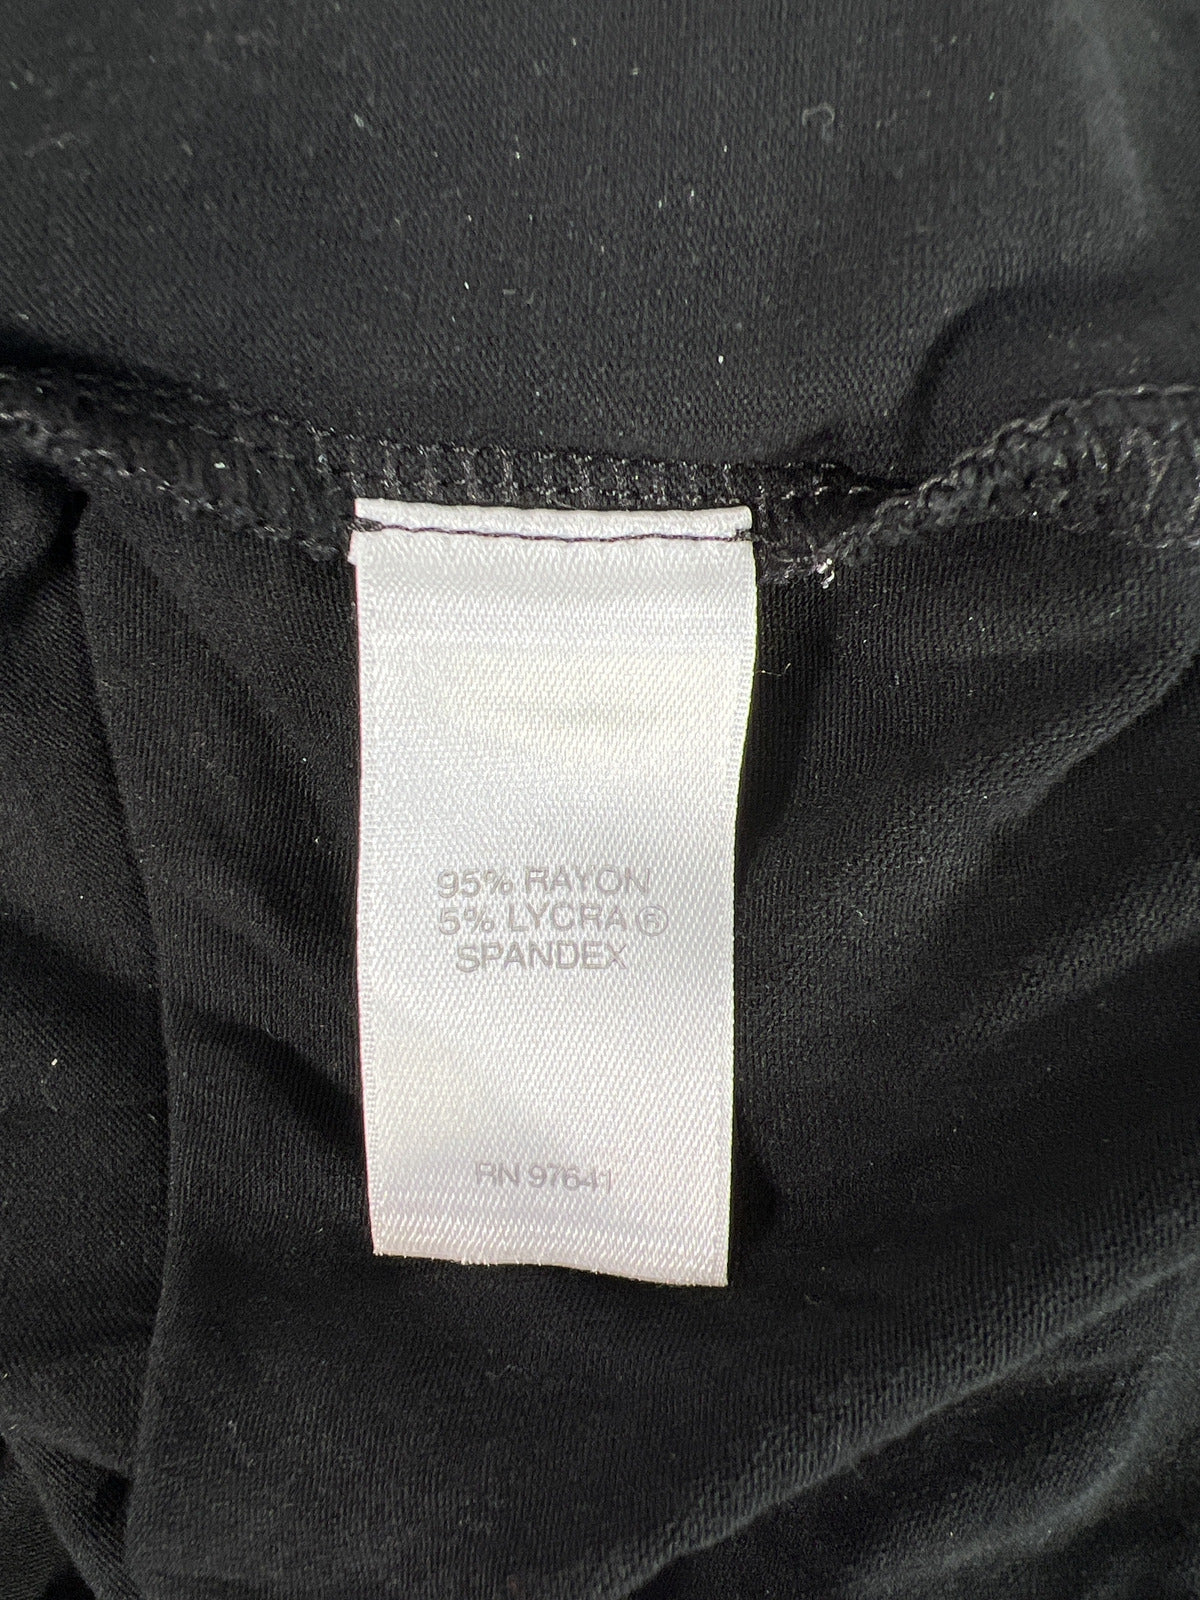 95% RAYON
5% LYCRA®
SPANDEX
RN 97641